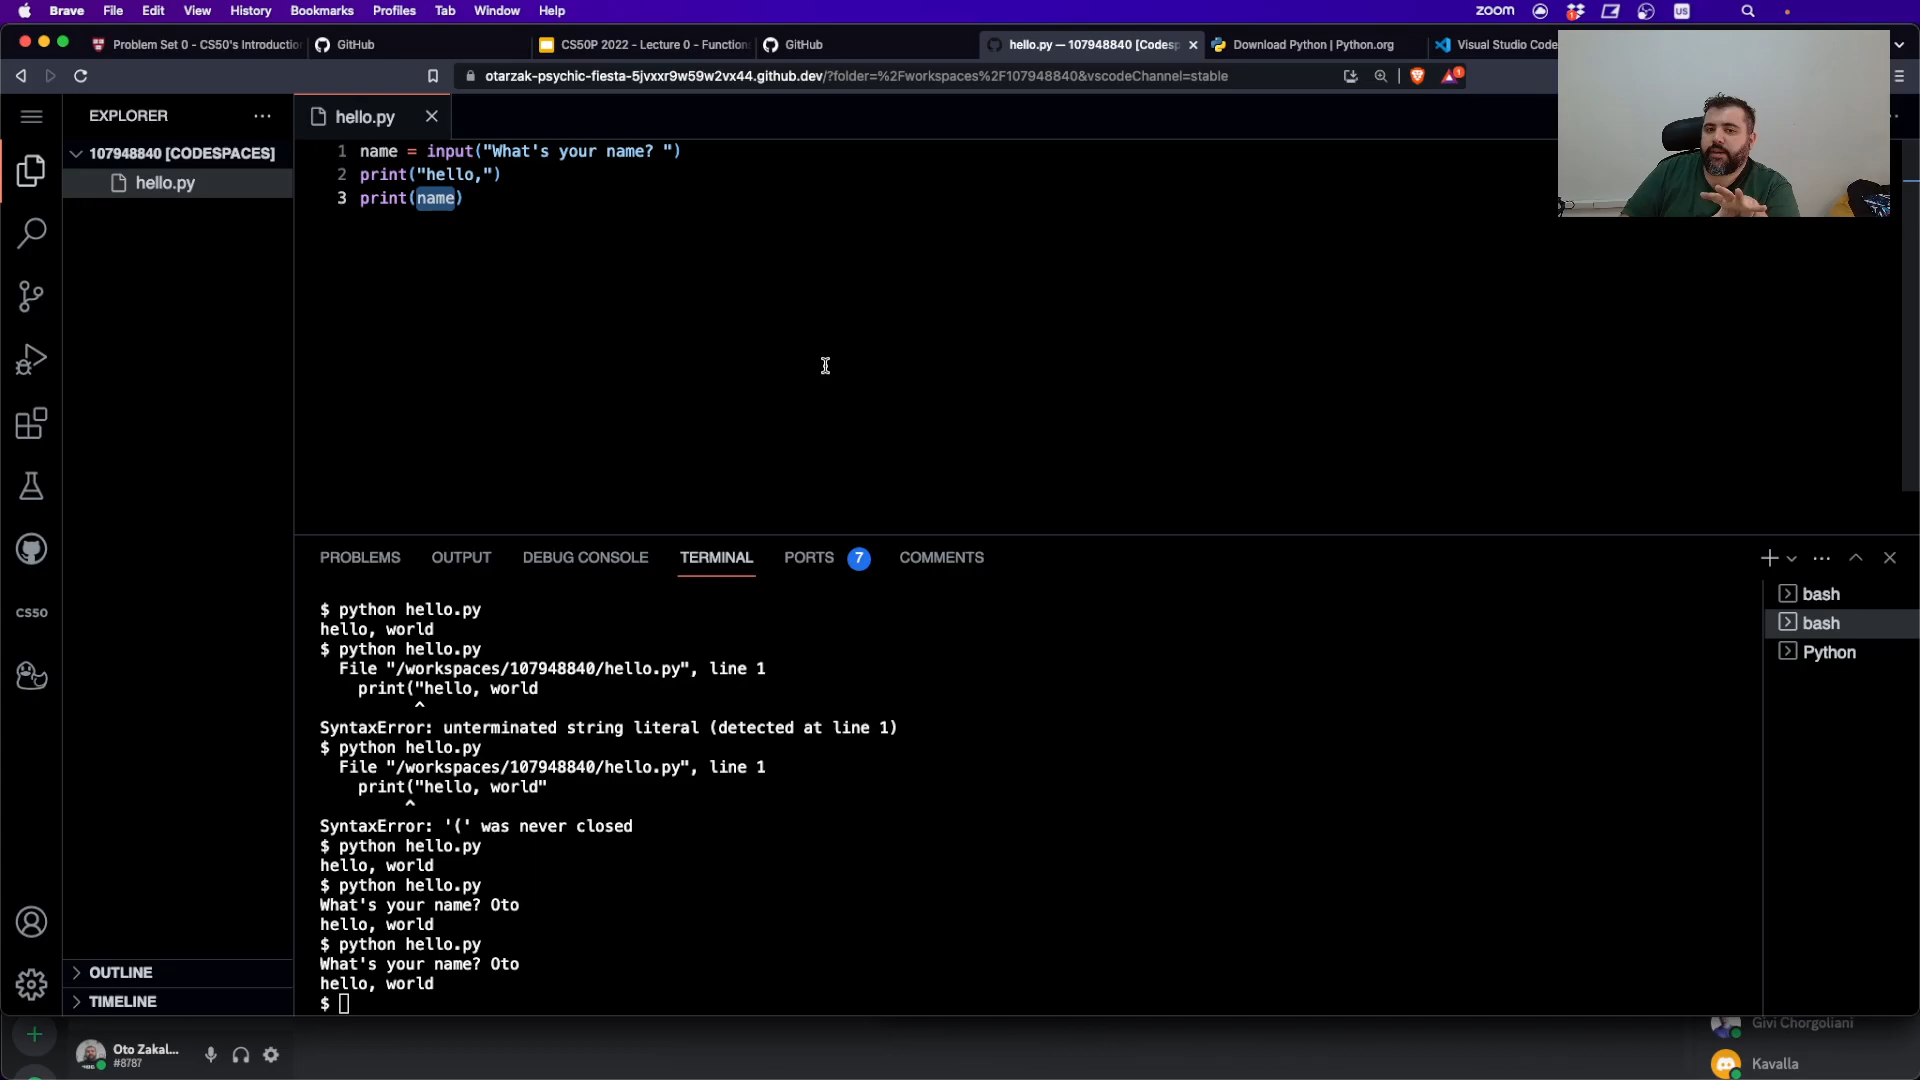 Brave File Edit View History Bookmarks Profiles Tab Window Help zoom US
Problem Set 0 - CS50's Introductio GitHub CS50P 2022 - Lecture 0 - Function GitHub hello.py — 107948840 [Codesp Download Python | Python.org Visual Studio Code
otarzak-psychic-fiesta-5jvxxr9w59w2vx44.github.dev/?folder=%2Fworkspaces%2F107948840&vscodeChannel=stable 1
EXPLORER
107948840 [CODESPACES]
hello.py
hello.py
1 name = input("What's your name? ")
2 print("hello,")
3 print(name)
CS50
PROBLEMS OUTPUT DEBUG CONSOLE TERMINAL PORTS 7 COMMENTS
$ python hello.py
hello, world
$ python hello.py
File "/workspaces/107948840/hello.py", line 1
print("hello, world
^
SyntaxError: unterminated string literal (detected at line 1)
$ python hello.py
File "/workspaces/107948840/hello.py", line 1
print("hello, world"
^
SyntaxError: '(' was never closed
$ python hello.py
hello, world
$ python hello.py
What's your name? Oto
hello, world
$ python hello.py
What's your name? Oto
hello, world
$
bash
bash
Python
OUTLINE
TIMELINE
Oto Zakal...
#8787
Givi Chorgoliani
Kavalla